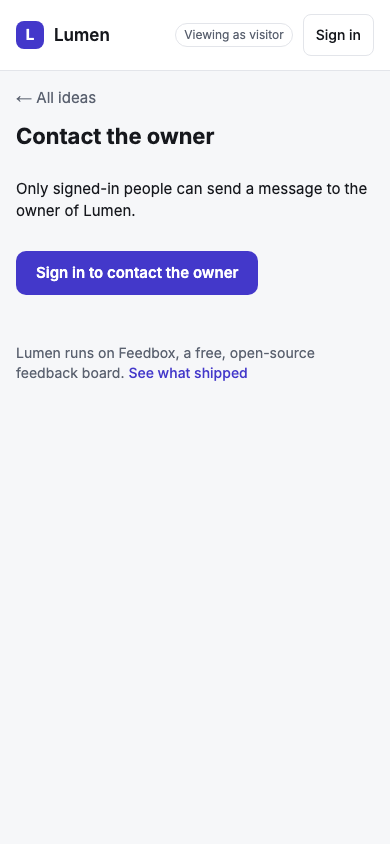 L
Lumen
Viewing as visitor
Sign in
← All ideas
Contact the owner
Only signed-in people can send a message to the
owner of Lumen.
Sign in to contact the owner
Lumen runs on Feedbox, a free, open-source
feedback board. See what shipped